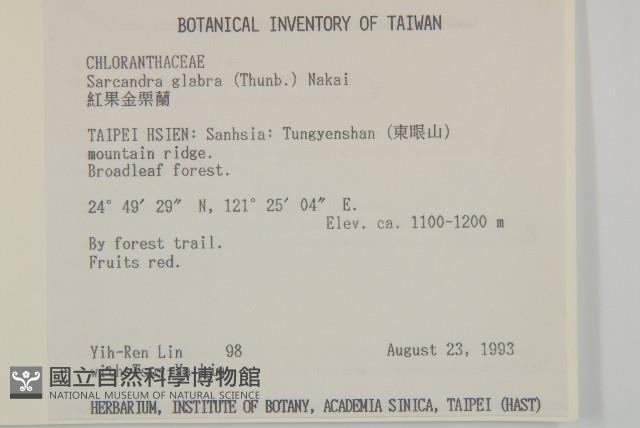 BOTANICAL INVENTORY OF TAIWAN
CHLORANTHACEAE
Sarcandra glabra (Thunb.) Nakai
紅果金栗蘭
TAIPEI HSIEN: Sanhsia: Tungyenshan (東眼山)
mountain ridge.
Broadleaf forest.
24° 49′ 29″ N, 121° 25′ 04″ E.
Elev. ca. 1100-1200 m
By forest trail.
Fruits red.
Yih-Ren Lin 98 August 23, 1993
with
國立自然科學博物館
NATIONAL MUSEUM OF NATURAL SCIENCE
HERBARIUM, INSTITUTE OF BOTANY, ACADEMIA SINICA, TAIPEI (HAST)